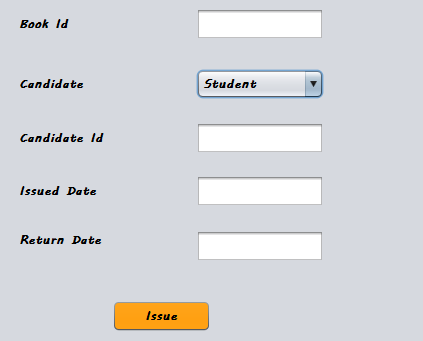 Book Id
Candidate
Student
Candidate Id
Issued Date
Return Date
Issue